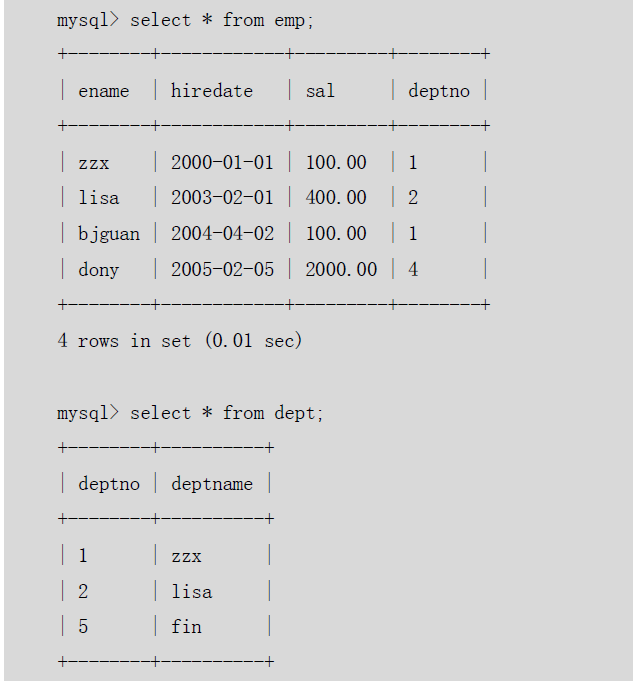 mysql> select * from emp;
+--------+------------+---------+--------+
| ename  | hiredate   | sal     | deptno |
+--------+------------+---------+--------+
| zzx    | 2000-01-01 | 100.00  | 1      |
| lisa   | 2003-02-01 | 400.00  | 2      |
| bjguan | 2004-04-02 | 100.00  | 1      |
| dony   | 2005-02-05 | 2000.00 | 4      |
+--------+------------+---------+--------+
4 rows in set (0.01 sec)
mysql> select * from dept;
+--------+----------+
| deptno | deptname |
+--------+----------+
| 1      | zzx      |
| 2      | lisa     |
| 5      | fin      |
+--------+----------+